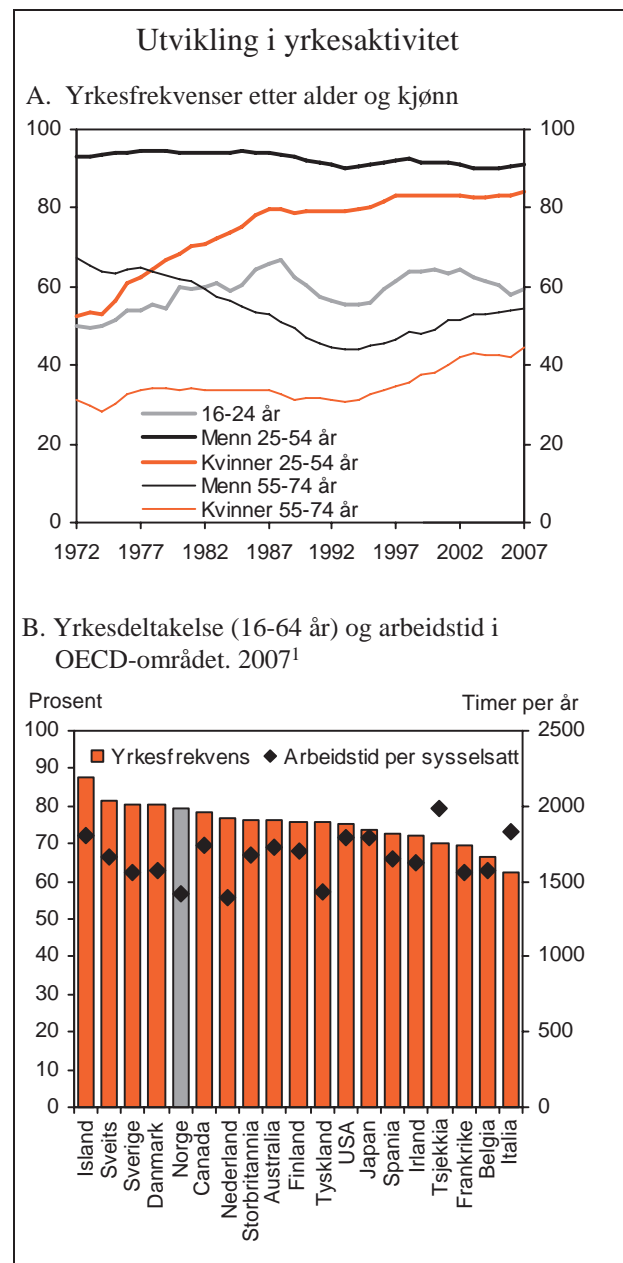 Utvikling i yrkesaktivitet
A. Yrkesfrekvenser etter alder og kjønn
100 100
80 80
60 60
40 40
20 20
0 0
16-24 år
Menn 25-54 år
Kvinner 25-54 år
Menn 55-74 år
Kvinner 55-74 år
1972 1977 1982 1987 1992 1997 2002 2007
B. Yrkesdeltakelse (16-64 år) og arbeidstid i
OECD-området. 2007¹
Prosent Timer per år
100 2500
90
80 2000
70
60 1500
50
40 1000
30
20 500
10
0 0
Yrkesfrekvens Arbeidstid per sysselsatt
Island
Sveits
Sverige
Danmark
Norge
Canada
Nederland
Storbritannia
Australia
Finland
Tyskland
USA
Japan
Spania
Irland
Tsjekkia
Frankrike
Belgia
Italia